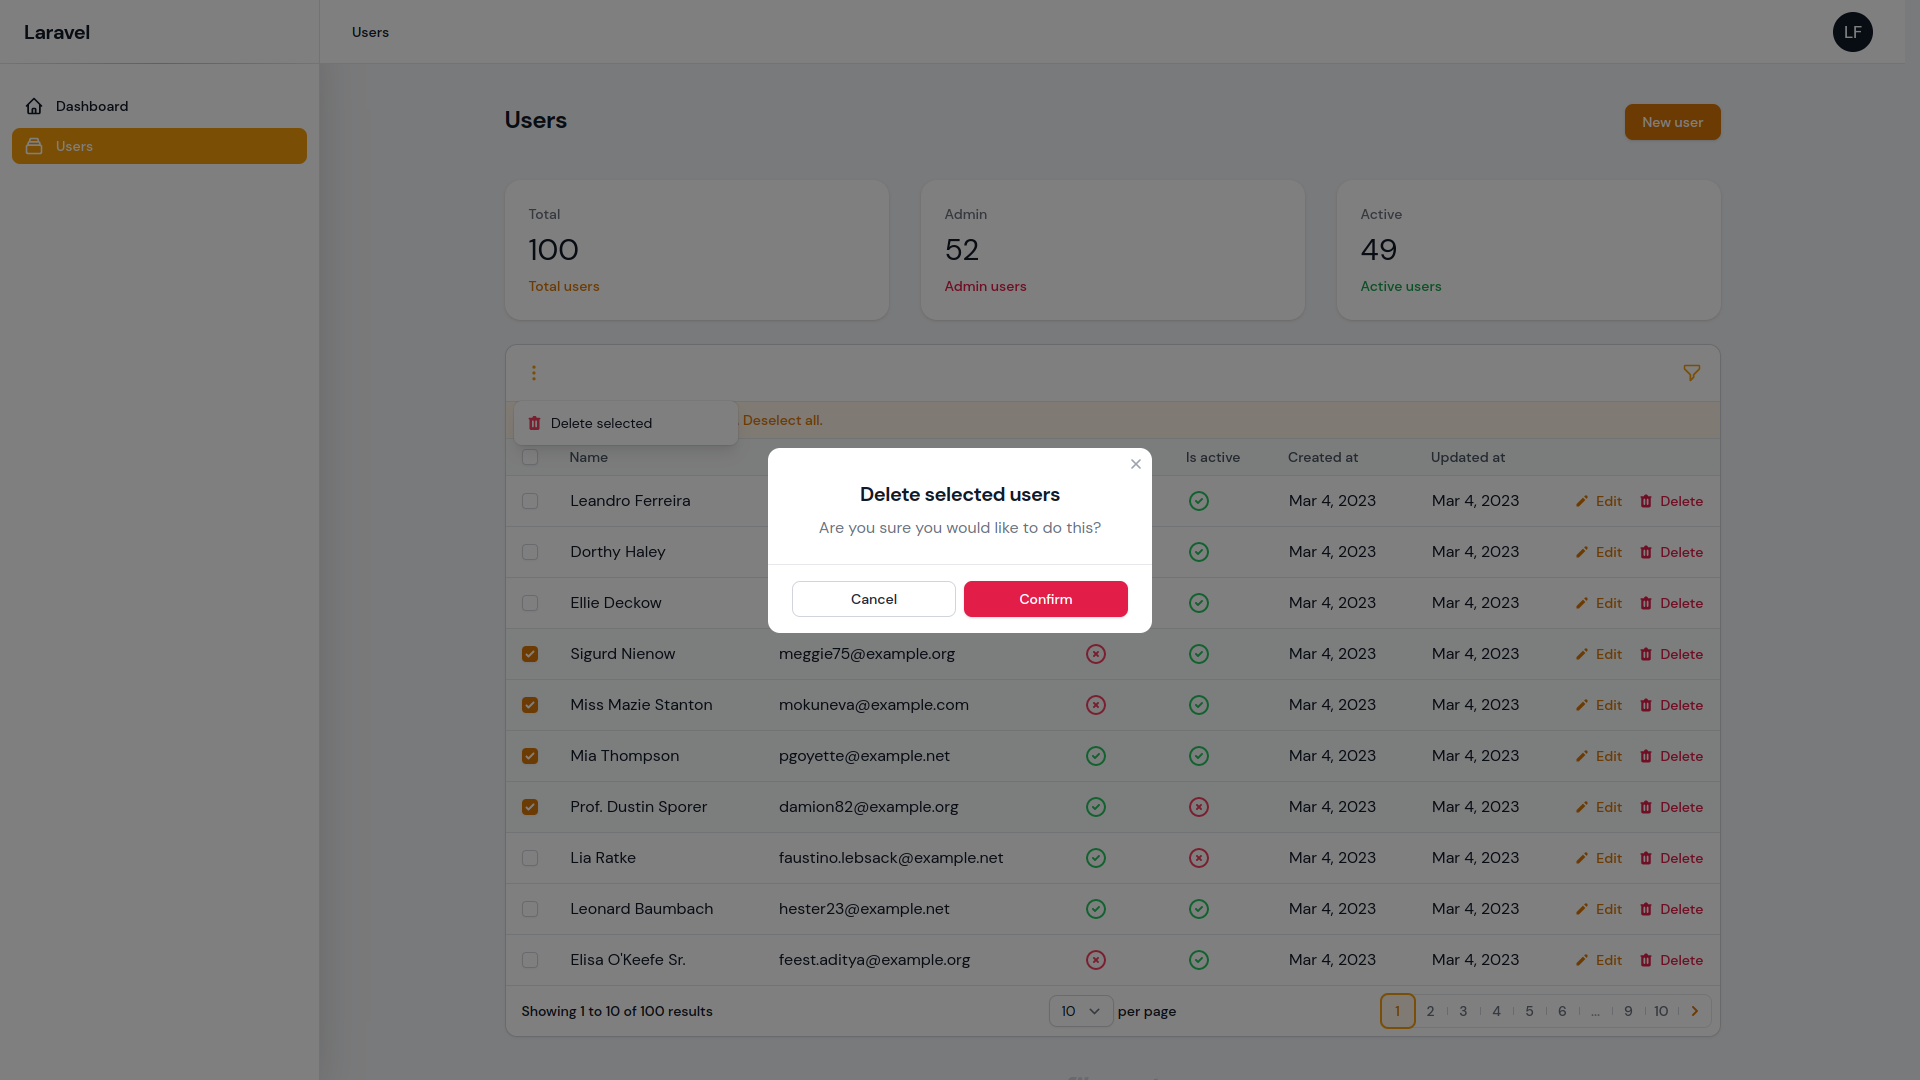 Laravel
Users
LF
Dashboard
Users
Users
New user
Total
100
Total users
Admin
52
Admin users
Active
49
Active users
Delete selected
Deselect all.
Name
Is active
Created at
Updated at
Delete selected users
Are you sure you would like to do this?
Cancel
Confirm
Leandro Ferreira Mar 4, 2023 Mar 4, 2023 Edit Delete
Dorthy Haley Mar 4, 2023 Mar 4, 2023 Edit Delete
Ellie Deckow Mar 4, 2023 Mar 4, 2023 Edit Delete
Sigurd Nienow meggie75@example.org Mar 4, 2023 Mar 4, 2023 Edit Delete
Miss Mazie Stanton mokuneva@example.com Mar 4, 2023 Mar 4, 2023 Edit Delete
Mia Thompson pgoyette@example.net Mar 4, 2023 Mar 4, 2023 Edit Delete
Prof. Dustin Sporer damion82@example.org Mar 4, 2023 Mar 4, 2023 Edit Delete
Lia Ratke faustino.lebsack@example.net Mar 4, 2023 Mar 4, 2023 Edit Delete
Leonard Baumbach hester23@example.net Mar 4, 2023 Mar 4, 2023 Edit Delete
Elisa O'Keefe Sr. feest.aditya@example.org Mar 4, 2023 Mar 4, 2023 Edit Delete
Showing 1 to 10 of 100 results
10 per page
1 2 3 4 5 6 ... 9 10